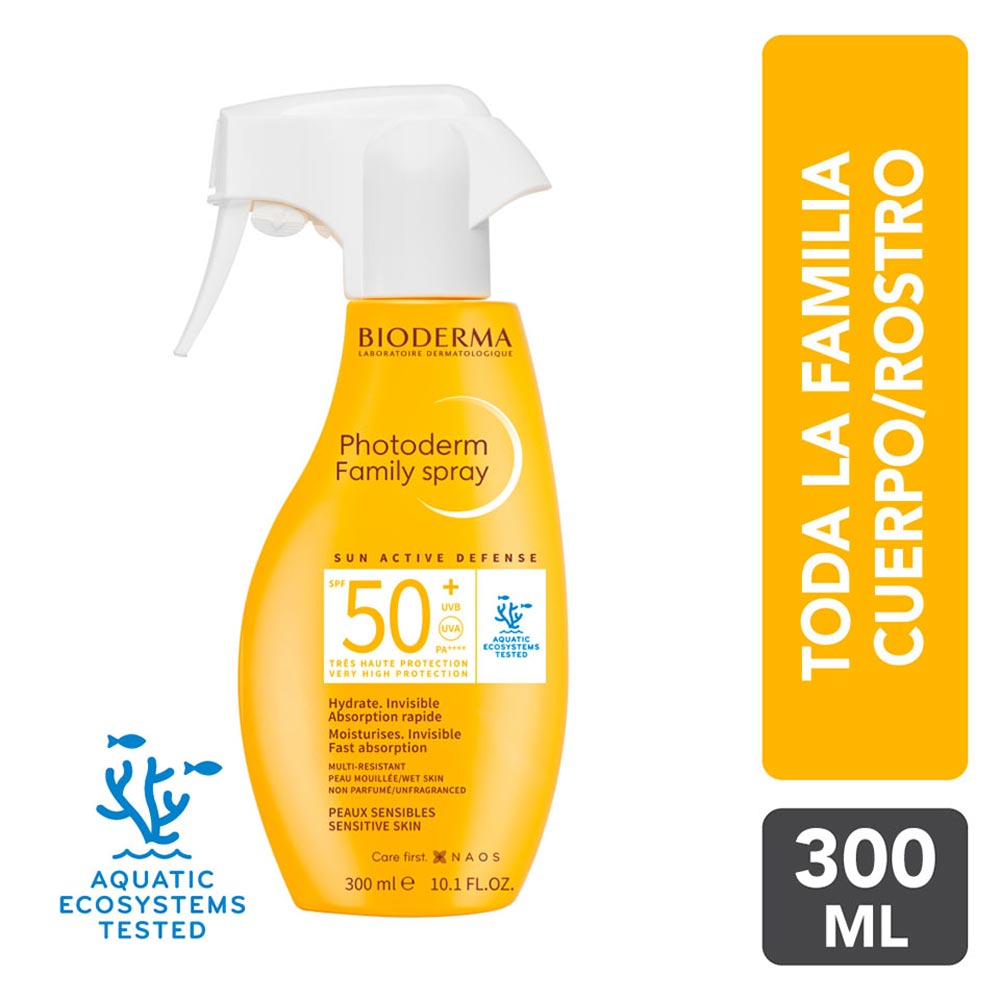 BIODERMA
LABORATOIRE DERMATOLOGIQUE
Photoderm
Family spray
SUN ACTIVE DEFENSE
SPF 50+
UVB
UVA
PA++++
AQUATIC
ECOSYSTEMS
TESTED
TRÈS HAUTE PROTECTION
VERY HIGH PROTECTION
Hydrate. Invisible
Absorption rapide
Moisturises. Invisible
Fast absorption
MULTI-RESISTANT
PEAU MOUILLÉE/WET SKIN
NON PARFUMÉ/UNFRAGRANCED
PEAUX SENSIBLES
SENSITIVE SKIN
Care first. NAOS
300 ml ℮ 10.1 FL.OZ.
AQUATIC
ECOSYSTEMS
TESTED
TODA LA FAMILIA
CUERPO/ROSTRO
300
ML